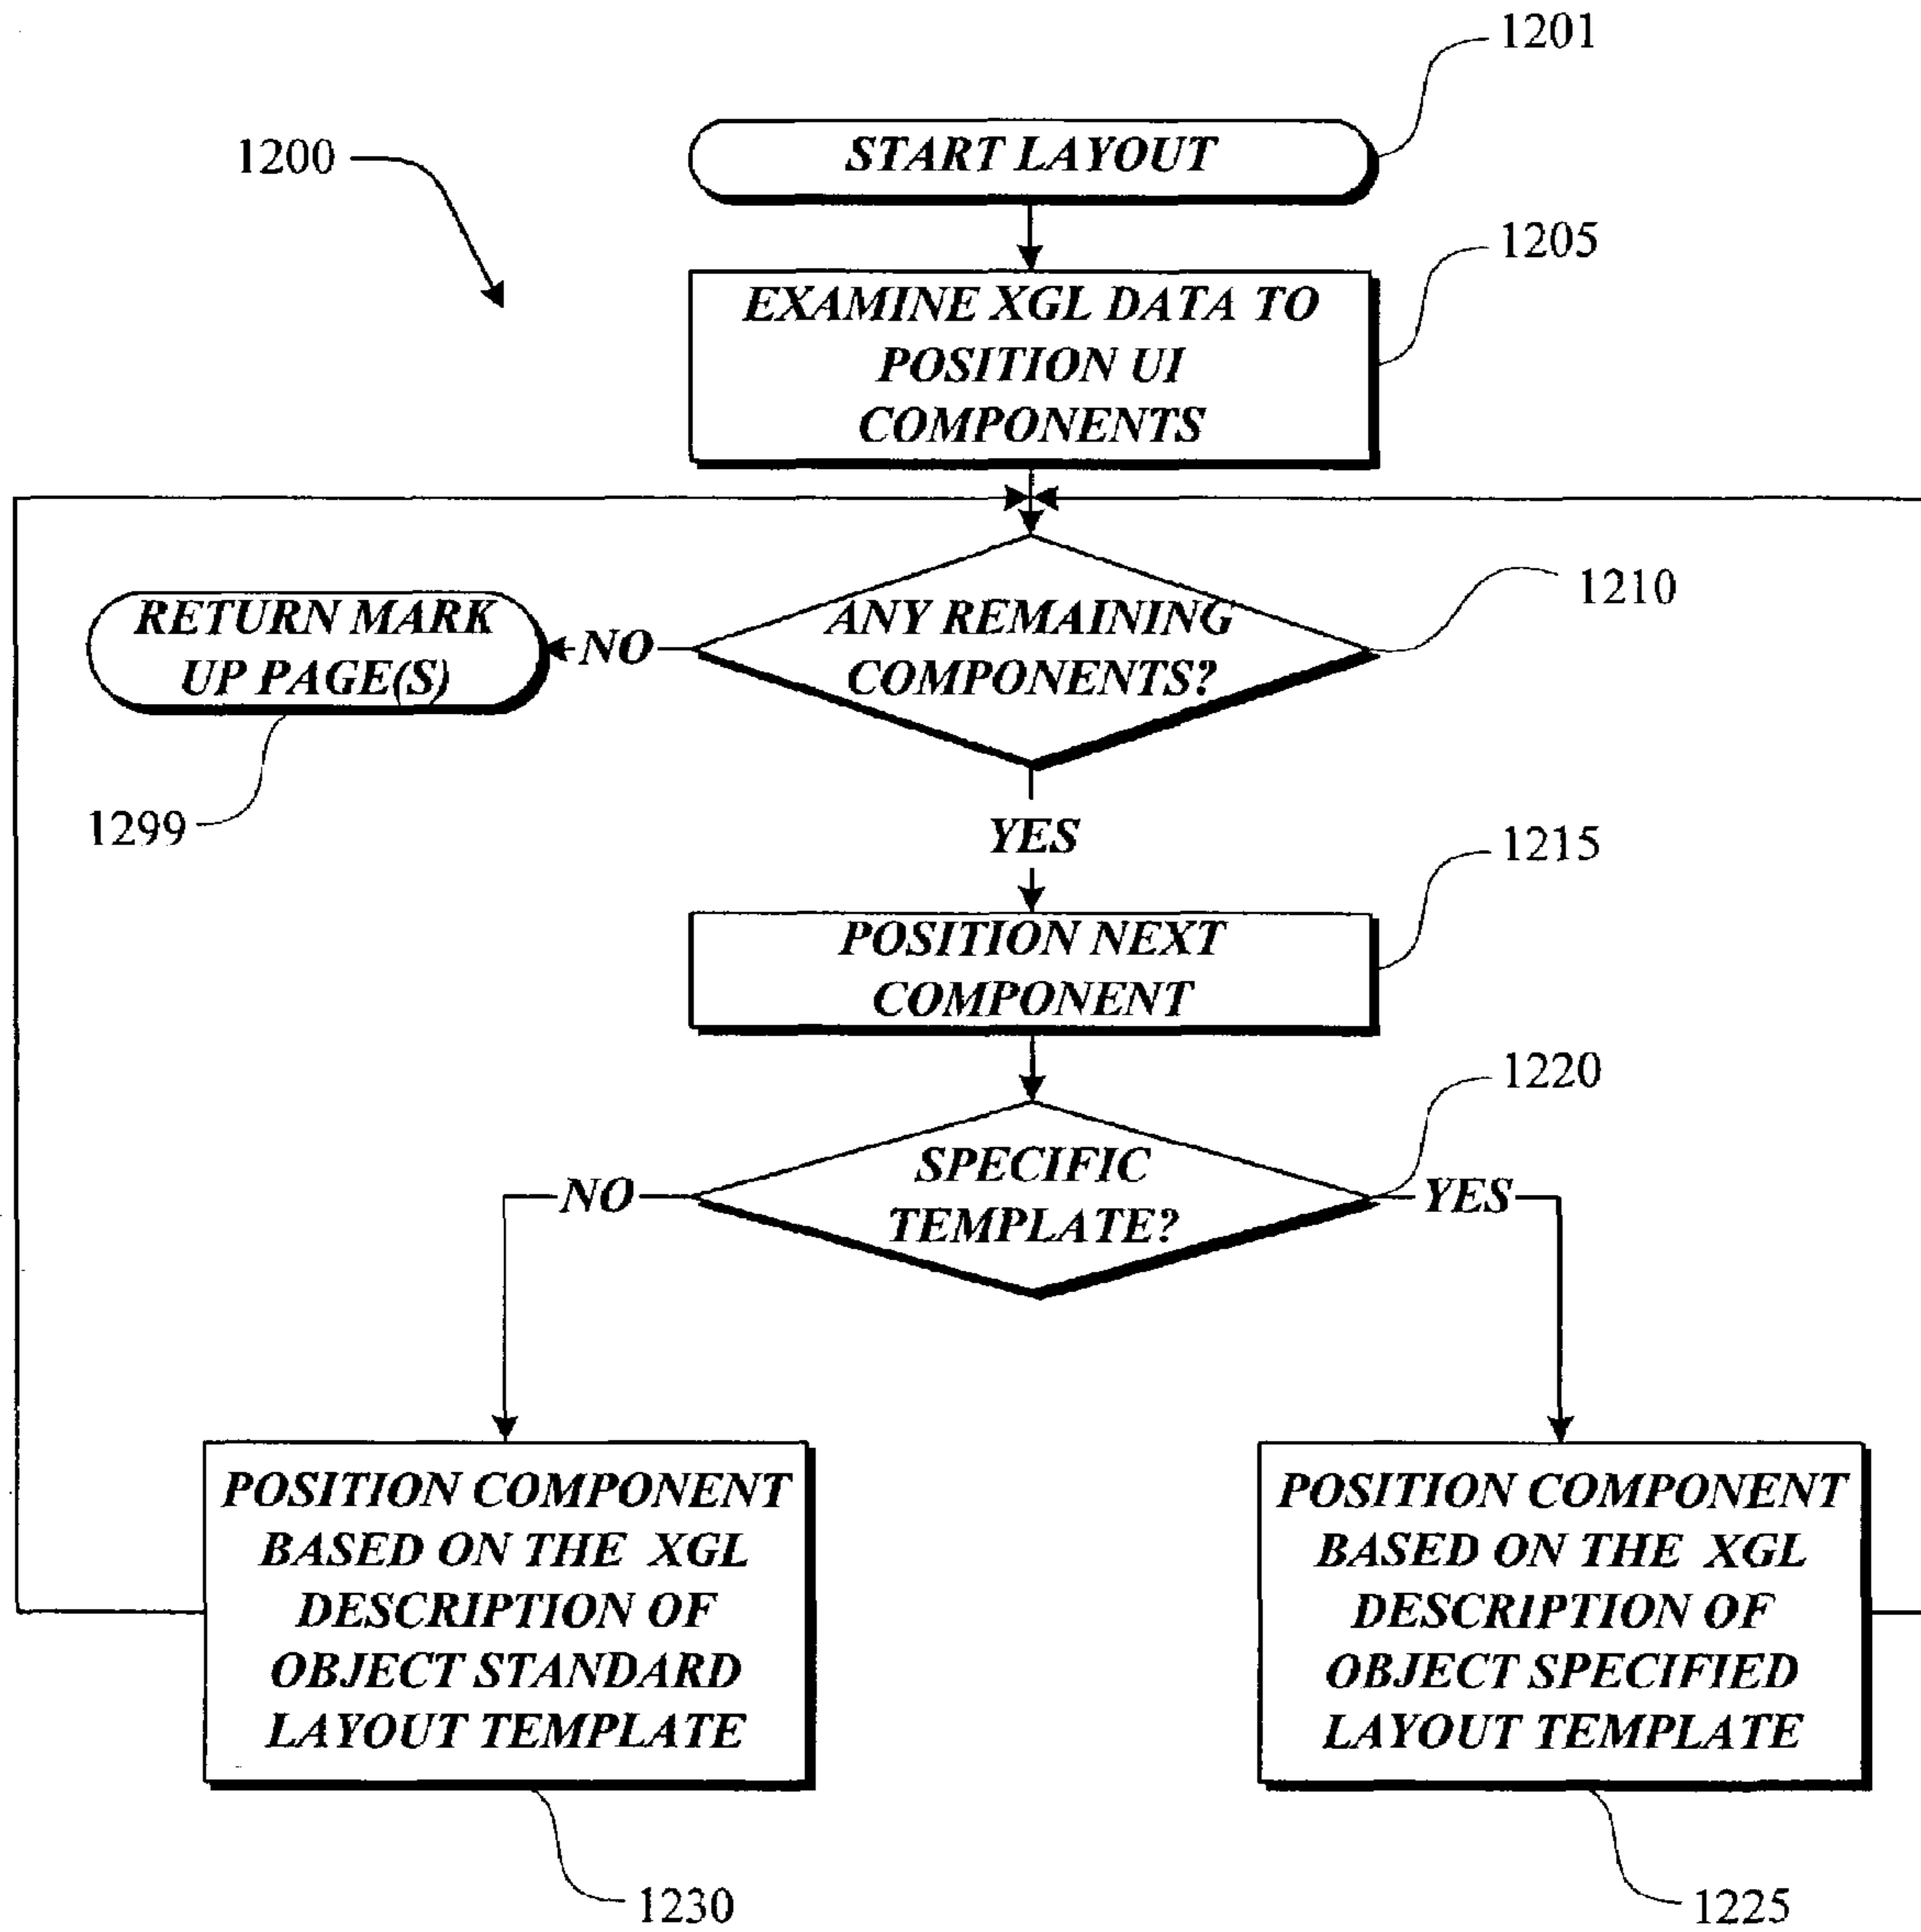 1201
START LAYOUT
1200
1205
EXAMINE XGL DATA TO
POSITION UI
COMPONENTS
1210
ANY REMAINING
COMPONENTS?
NO
RETURN MARK
UP PAGE(S)
1299
YES
1215
POSITION NEXT
COMPONENT
1220
SPECIFIC
TEMPLATE?
NO
YES
POSITION COMPONENT
BASED ON THE XGL
DESCRIPTION OF
OBJECT STANDARD
LAYOUT TEMPLATE
POSITION COMPONENT
BASED ON THE XGL
DESCRIPTION OF
OBJECT SPECIFIED
LAYOUT TEMPLATE
1230
1225